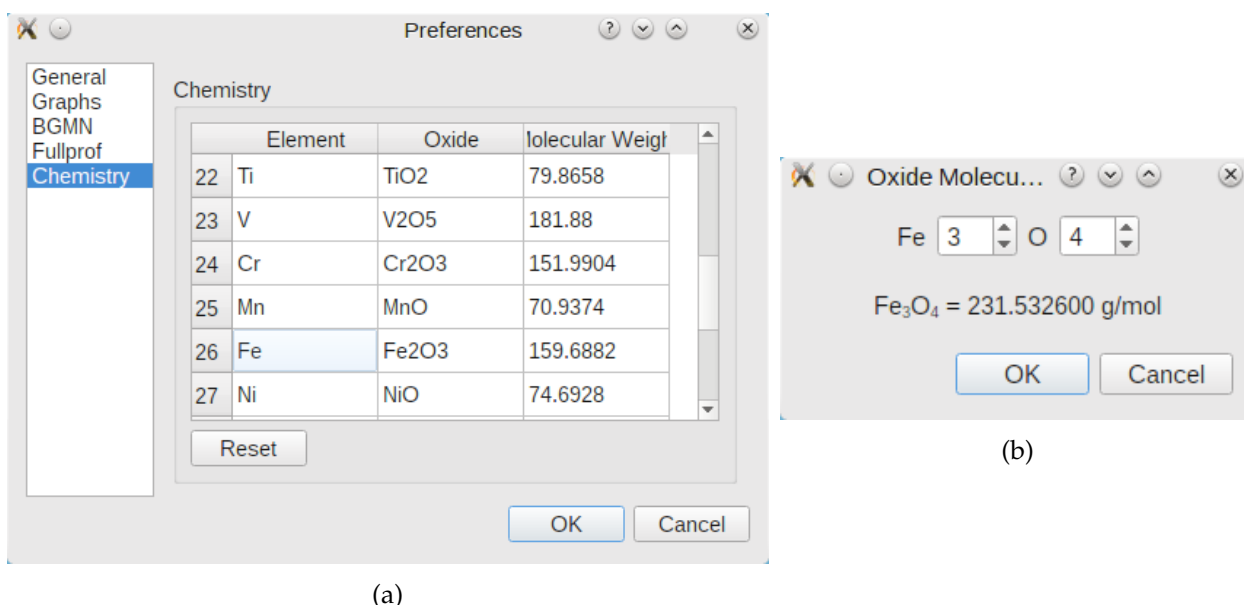 Preferences
General
Graphs
BGMN
Fullprof
Chemistry
Chemistry
Element Oxide Molecular Weigh
22 Ti TiO2 79.8658
23 V V2O5 181.88
24 Cr Cr2O3 151.9904
25 Mn MnO 70.9374
26 Fe Fe2O3 159.6882
27 Ni NiO 74.6928
Reset
OK Cancel
(a)
Oxide Molecu...
Fe 3 O 4
Fe₃O₄ = 231.532600 g/mol
OK Cancel
(b)